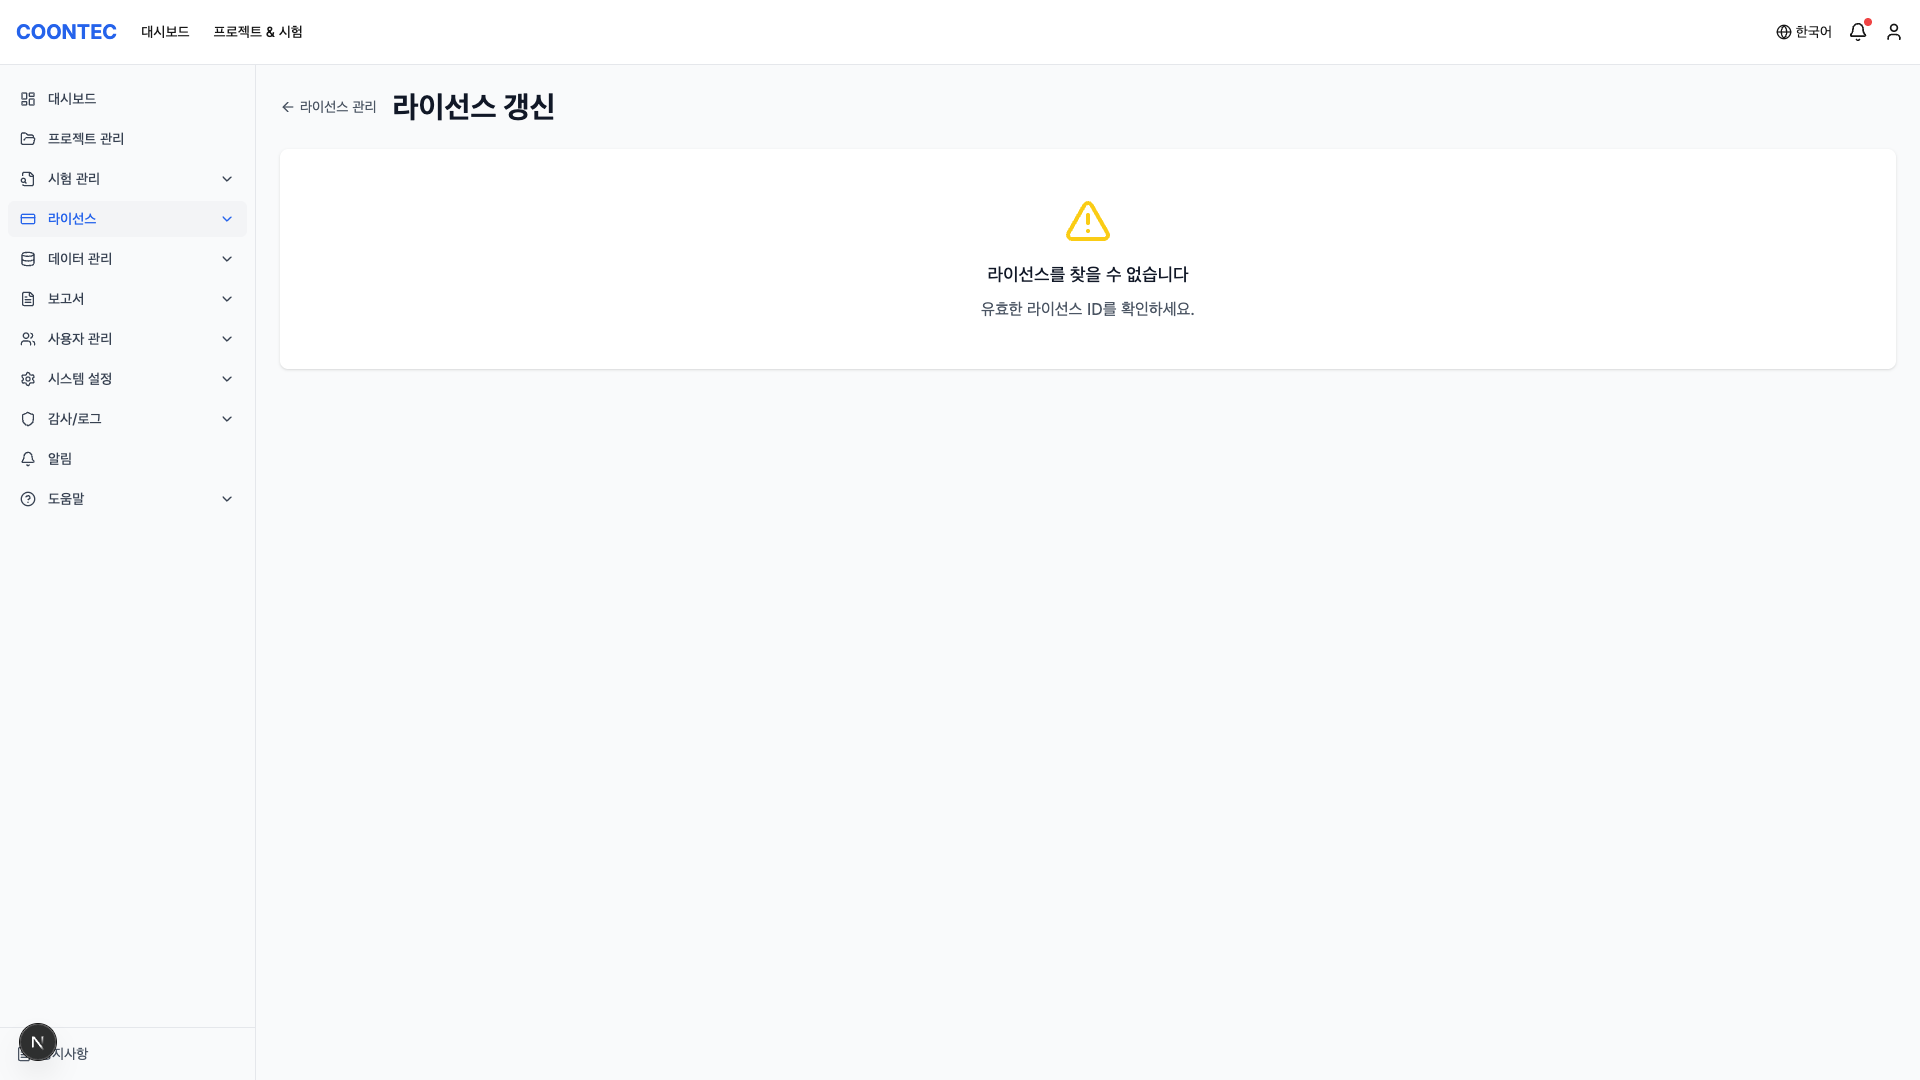 COONTEC
대시보드
프로젝트 & 시험
한국어
대시보드
프로젝트 관리
시험 관리
라이선스
데이터 관리
보고서
사용자 관리
시스템 설정
감사/로그
알림
도움말
라이선스 관리
라이선스 갱신
라이선스를 찾을 수 없습니다
유효한 라이선스 ID를 확인하세요.
N
지사항